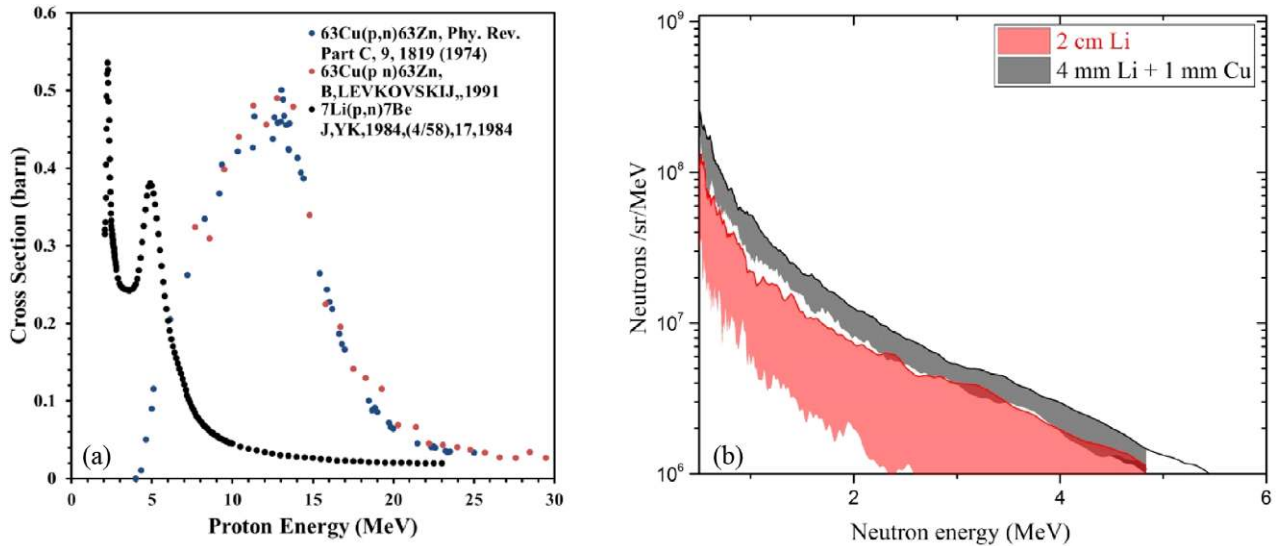 63Cu(p,n)63Zn, Phy. Rev.
Part C, 9, 1819 (1974)
63Cu(p n)63Zn,
B,LEVKOVSKIJ,,1991
7Li(p,n)7Be
J,YK,1984,(4/58),17,1984
0.6
0.5
0.4
0.3
0.2
0.1
0
Cross Section (barn)
(a)
0
5
10
15
20
25
30
Proton Energy (MeV)
2 cm Li
4 mm Li + 1 mm Cu
10⁹
10⁸
10⁷
10⁶
Neutrons /sr/MeV
(b)
2
4
6
Neutron energy (MeV)